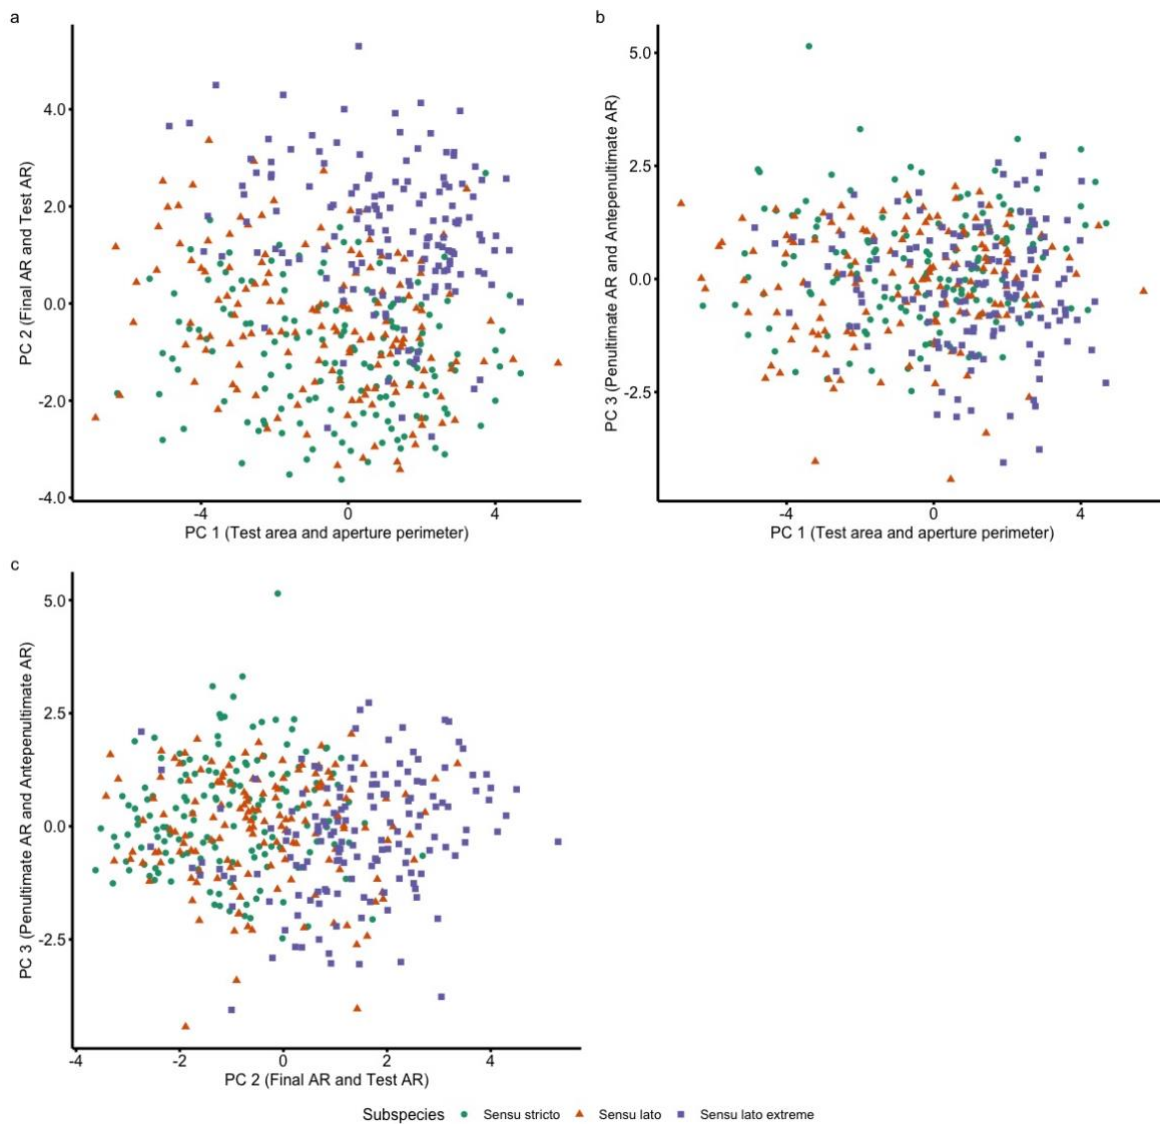 a
PC 2 (Final AR and Test AR)
4.0
2.0
0.0
-2.0
-4.0
-4
0
4
PC 1 (Test area and aperture perimeter)
b
PC 3 (Penultimate AR and Antepenultimate AR)
5.0
2.5
0.0
-2.5
-4
0
4
PC 1 (Test area and aperture perimeter)
c
PC 3 (Penultimate AR and Antepenultimate AR)
5.0
2.5
0.0
-2.5
-4
-2
0
2
4
PC 2 (Final AR and Test AR)
Subspecies Sensu stricto Sensu lato Sensu lato extreme